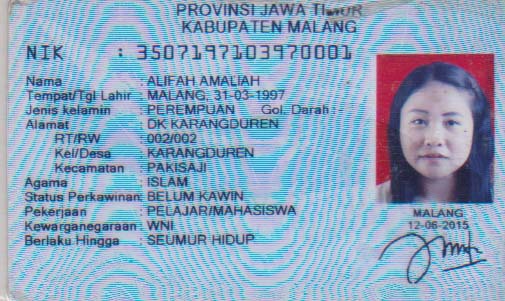 PROVINSI JAWA TIMUR
KABUPATEN MALANG
NIK : 3507197103970001
Nama : ALIFAH AMALIAH
Tempat/Tgl Lahir : MALANG, 31-03-1997
Jenis kelamin : PEREMPUAN Gol. Darah :-
Alamat : DK KARANGDUREN
RT/RW : 002/002
Kel/Desa : KARANGDUREN
Kecamatan : PAKISAJI
Agama : ISLAM
Status Perkawinan: BELUM KAWIN
Pekerjaan : PELAJAR/MAHASISWA
Kewarganegaraan: WNI
Berlaku Hingga : SEUMUR HIDUP
MALANG
12-06-2015